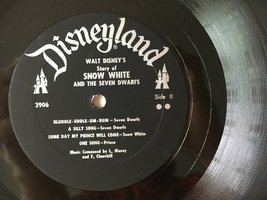 Disneyland
®
WALT DISNEY'S
Story of
SNOW WHITE
AND THE SEVEN DWARFS
3906
Side II
BLUDDLE-UDDLE-UM-DUM—Seven Dwarfs
A SILLY SONG—Seven Dwarfs
SOME DAY MY PRINCE WILL COME—Snow White
ONE SONG—Prince
Music Composed by L. Morey
and F. Churchill